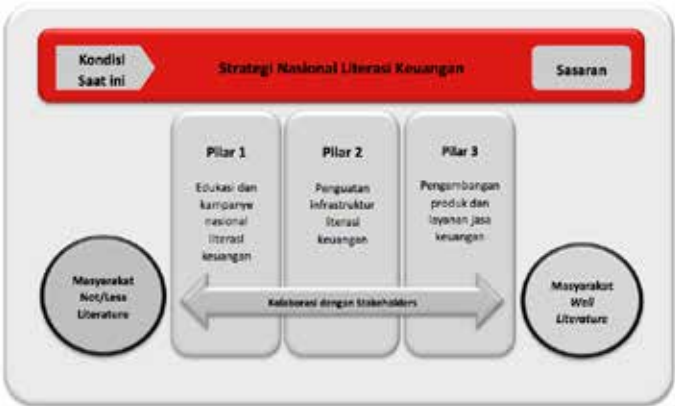 Kondisi
Saat ini
Strategi Nasional Literasi Keuangan
Sasaran
Pilar 1
Edukasi dan
kampanye
nasional
literasi
keuangan
Pilar 2
Penguatan
infrastruktur
literasi
keuangan
Pilar 3
Pengembangan
produk dan
layanan jasa
keuangan
Masyarakat
Not/Less
Literature
Kolaborasi dengan Stakeholders
Masyarakat
Well
Literature